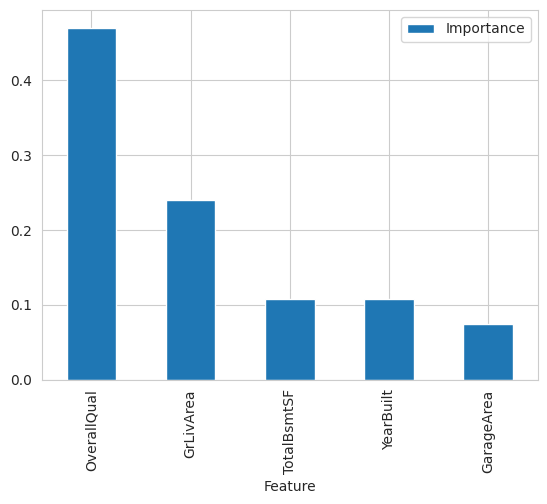 Importance
0.4
0.3
0.2
0.1
0.0
OverallQual
GrLivArea
TotalBsmtSF
YearBuilt
GarageArea
Feature